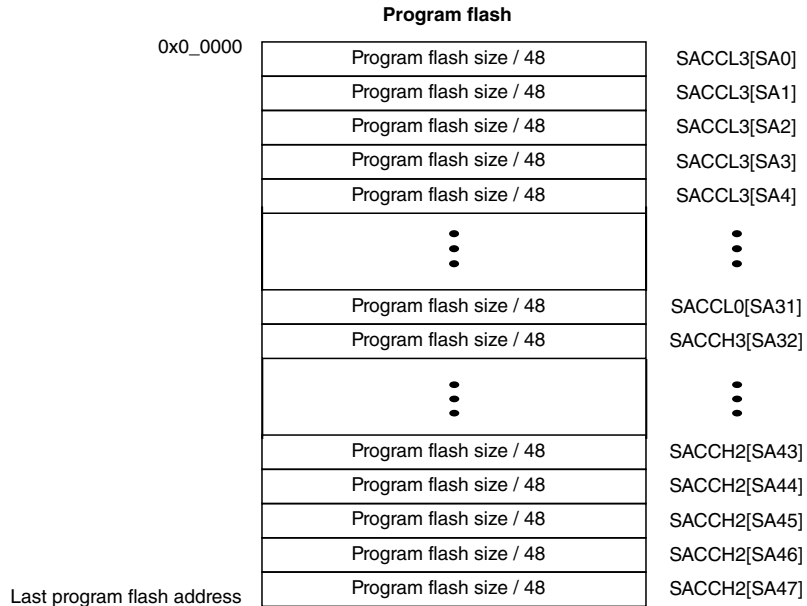 Program flash
0x0_0000
Program flash size / 48 SACCL3[SA0]
Program flash size / 48 SACCL3[SA1]
Program flash size / 48 SACCL3[SA2]
Program flash size / 48 SACCL3[SA3]
Program flash size / 48 SACCL3[SA4]
Program flash size / 48 SACCL0[SA31]
Program flash size / 48 SACCH3[SA32]
Program flash size / 48 SACCH2[SA43]
Program flash size / 48 SACCH2[SA44]
Program flash size / 48 SACCH2[SA45]
Program flash size / 48 SACCH2[SA46]
Program flash size / 48 SACCH2[SA47]
Last program flash address